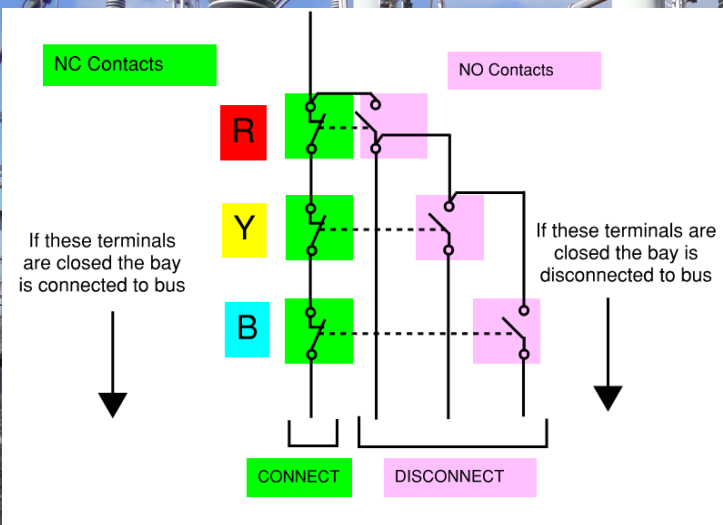 NC Contacts
NO Contacts
R
Y
B
If these terminals
are closed the bay
is connected to bus
If these terminals are
closed the bay is
disconnected to bus
CONNECT
DISCONNECT